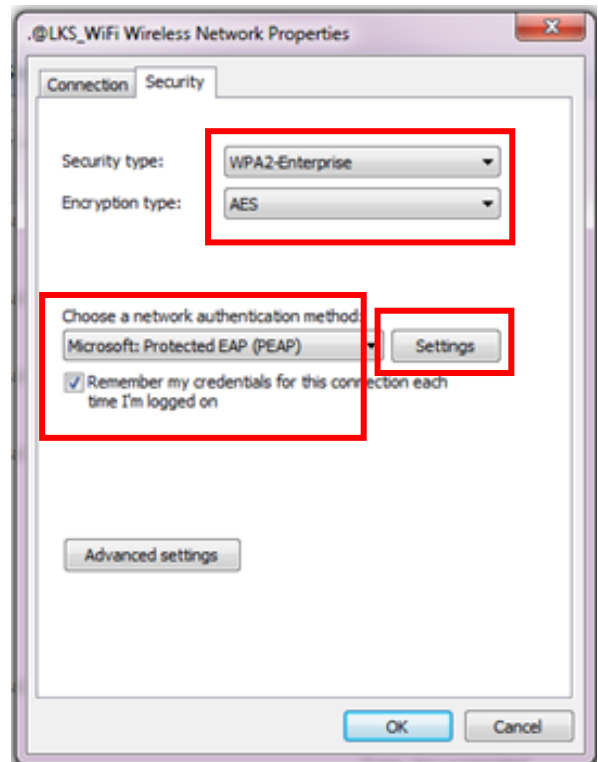 .@LKS_WiFi Wireless Network Properties
Connection Security
Security type: WPA2-Enterprise
Encryption type: AES
Choose a network authentication method:
Microsoft: Protected EAP (PEAP) Settings
Remember my credentials for this connection each
time I'm logged on
Advanced settings
OK Cancel